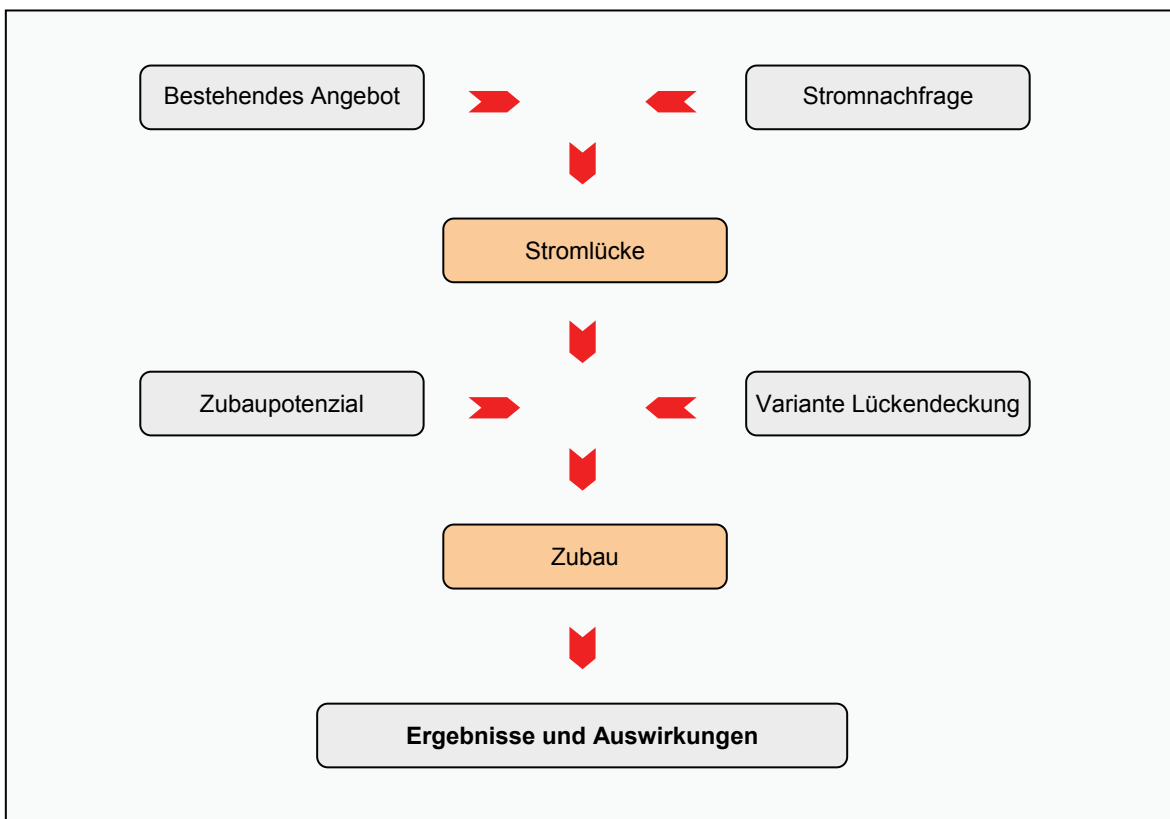 Bestehendes Angebot
Stromnachfrage
Stromlücke
Zubaupotenzial
Variante Lückendeckung
Zubau
Ergebnisse und Auswirkungen